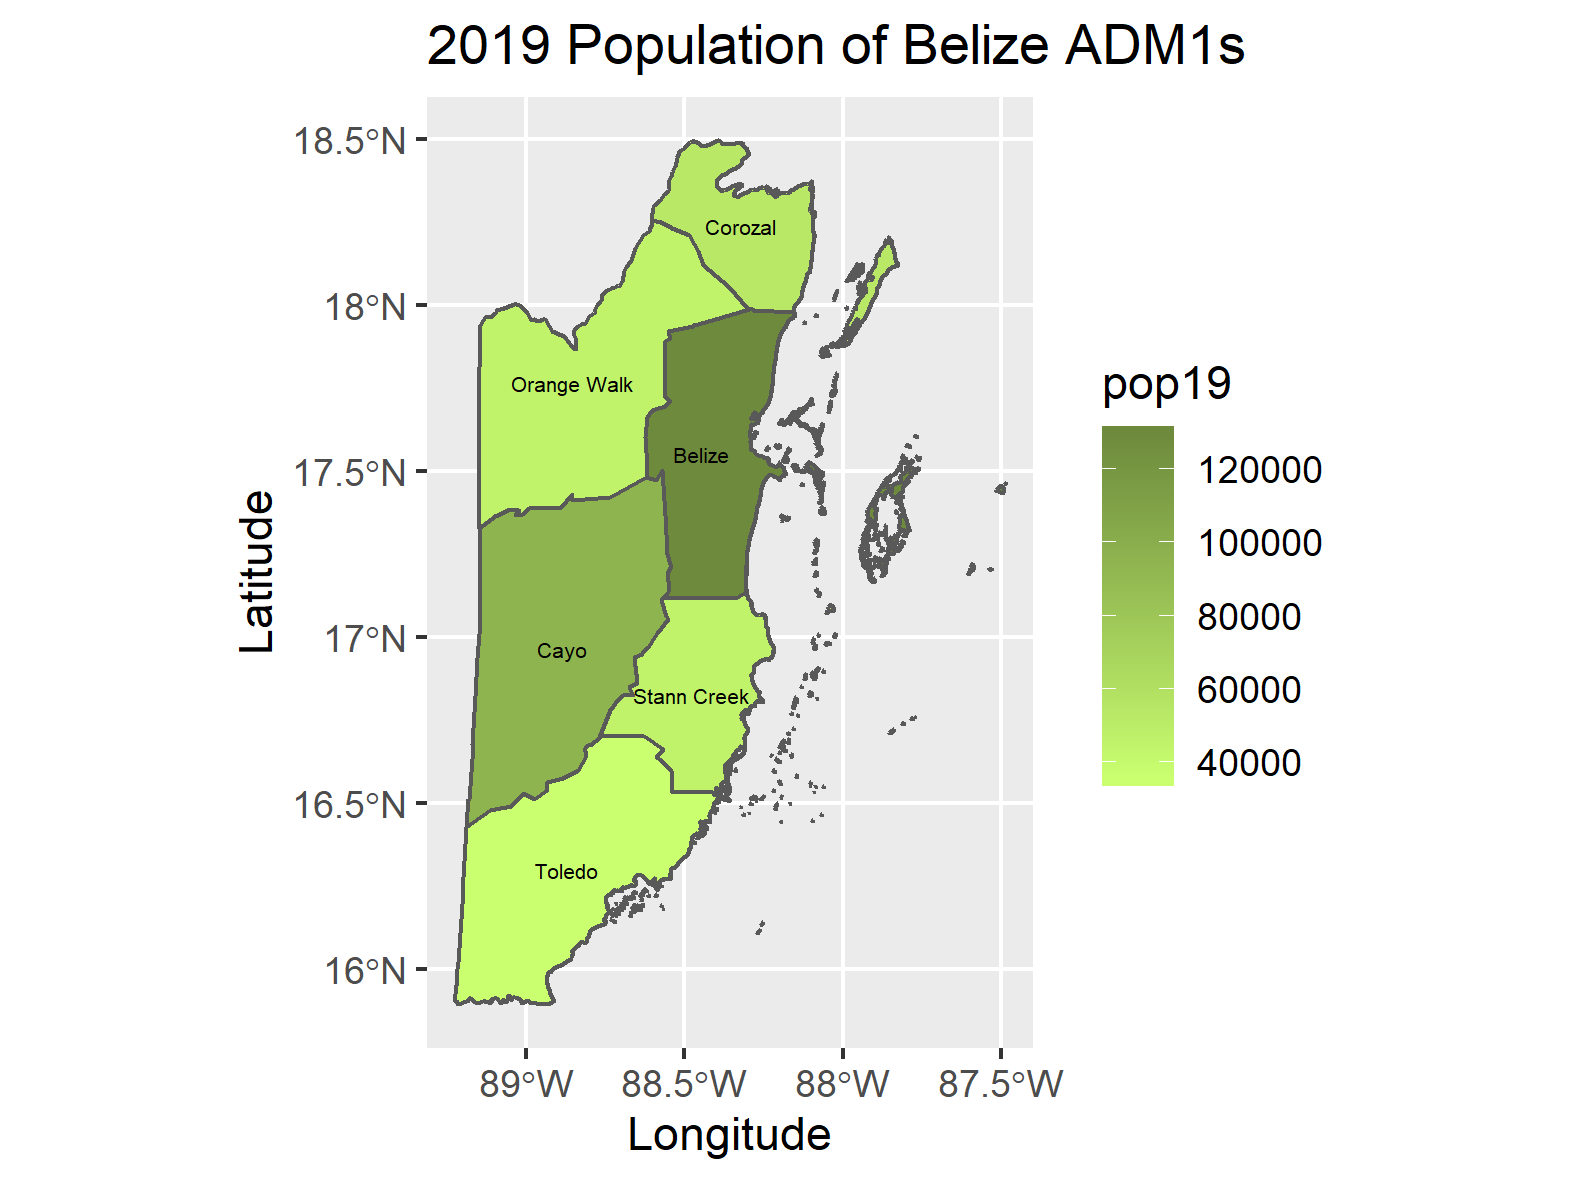 2019 Population of Belize ADM1s
18.5°N
18°N
17.5°N
17°N
16.5°N
16°N
Latitude
Corozal
Orange Walk
Belize
Cayo
Stann Creek
Toledo
89°W 88.5°W 88°W 87.5°W
Longitude
pop19
120000
100000
80000
60000
40000